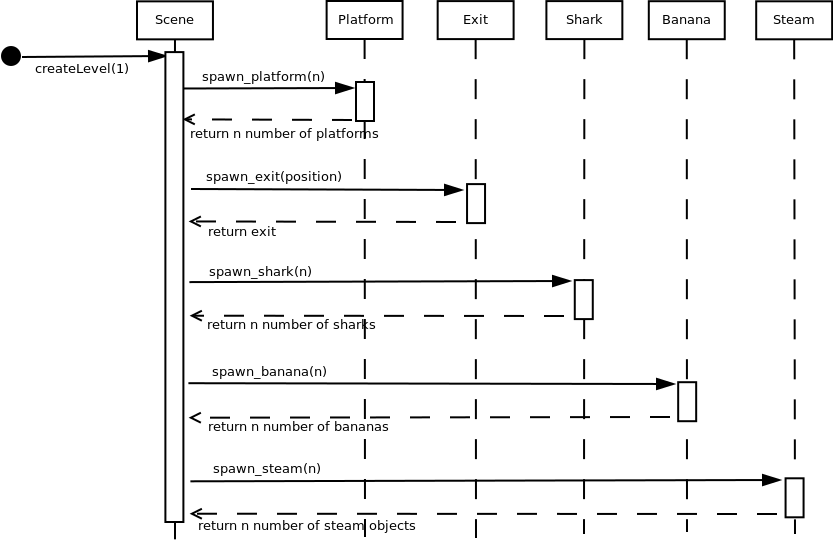 Scene
Platform
Exit
Shark
Banana
Steam
createLevel(1)
spawn_platform(n)
return n number of platforms
spawn_exit(position)
return exit
spawn_shark(n)
return n number of sharks
spawn_banana(n)
return n number of bananas
spawn_steam(n)
return n number of steam objects